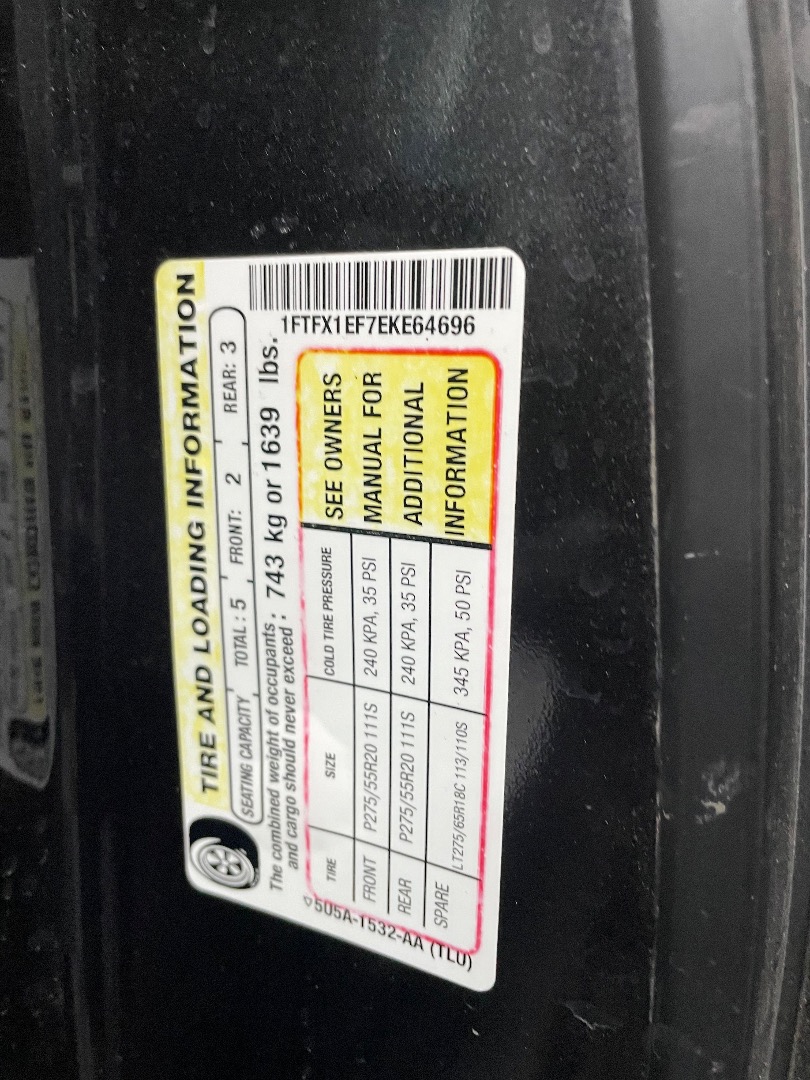 TIRE AND LOADING INFORMATION
SEATING CAPACITY TOTAL : 5 FRONT: 2 REAR: 3
The combined weight of occupants : 743 kg or 1639 lbs.
and cargo should never exceed :
TIRE SIZE COLD TIRE PRESSURE
FRONT P275/55R20 111S 240 KPA, 35 PSI
REAR P275/55R20 111S 240 KPA, 35 PSI
SPARE LT275/65R18C 113/110S 345 KPA, 50 PSI
SEE OWNERS
MANUAL FOR
ADDITIONAL
INFORMATION
1FTFX1EF7EKE64696
5U5A-1532-AA (TLU)